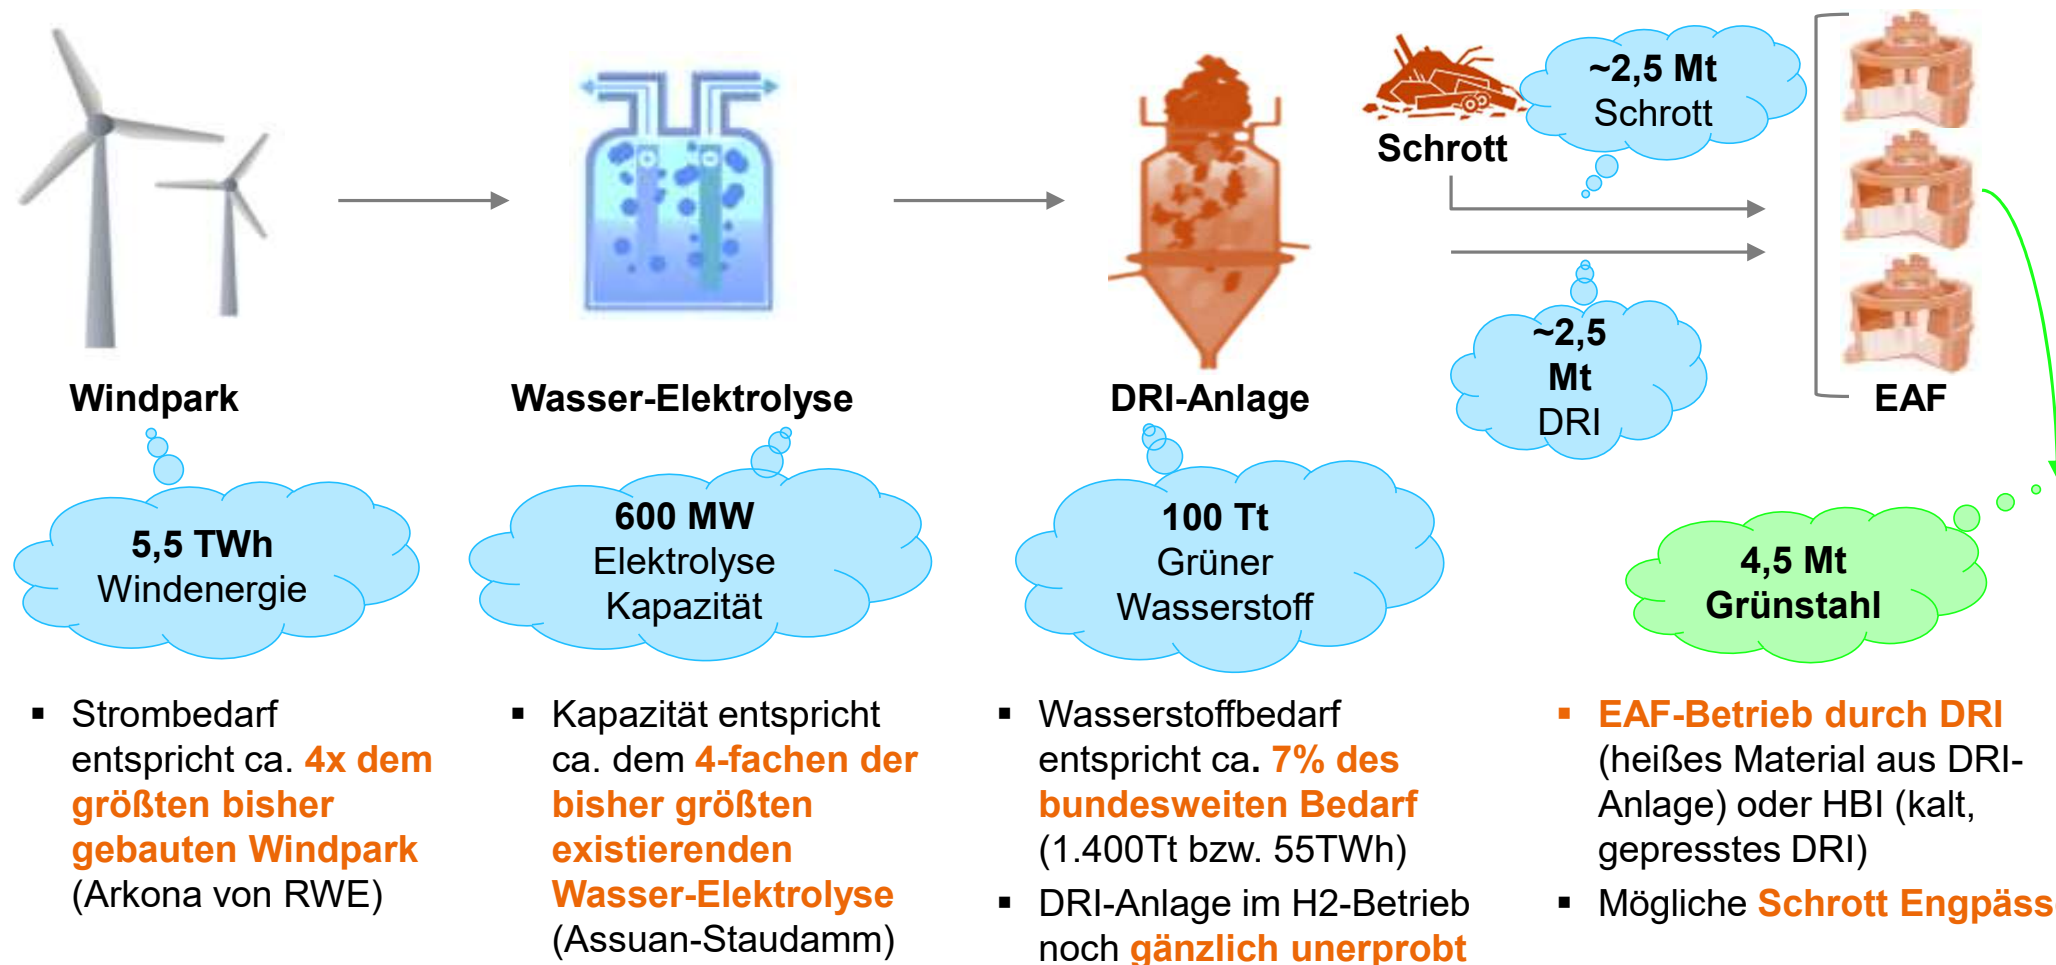 ~2,5 Mt
Schrott
Schrott
~2,5
Mt
DRI
Windpark
Wasser-Elektrolyse
DRI-Anlage
EAF
5,5 TWh
Windenergie
600 MW
Elektrolyse
Kapazität
100 Tt
Grüner
Wasserstoff
4,5 Mt
Grünstahl
▪ Strombedarf
entspricht ca. 4x dem
größten bisher
gebauten Windpark
(Arkona von RWE)
▪ Kapazität entspricht
ca. dem 4-fachen der
bisher größten
existierenden
Wasser-Elektrolyse
(Assuan-Staudamm)
▪ Wasserstoffbedarf
entspricht ca. 7% des
bundesweiten Bedarf
(1.400Tt bzw. 55TWh)
▪ DRI-Anlage im H2-Betrieb
noch gänzlich unerprobt
▪ EAF-Betrieb durch DRI
(heißes Material aus DRI-
Anlage) oder HBI (kalt,
gepresstes DRI)
▪ Mögliche Schrott Engpäss